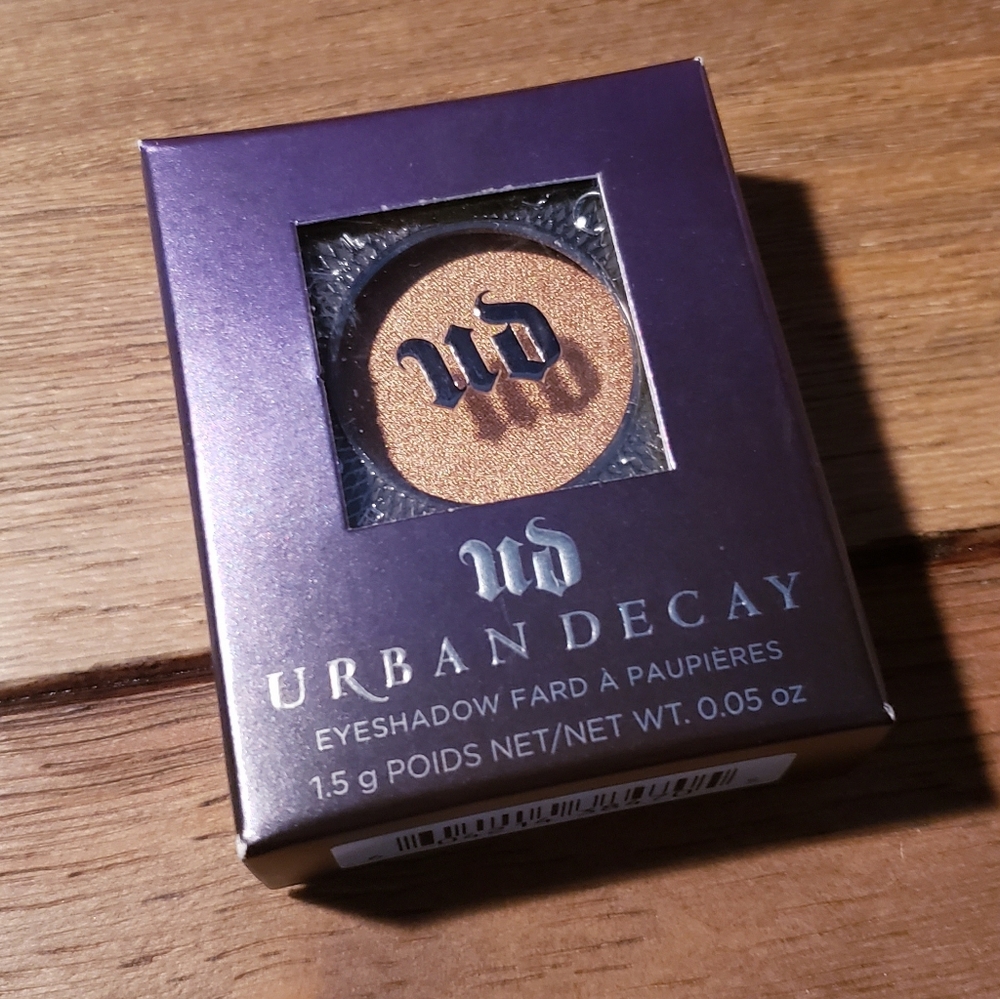 ud
ud
URBAN DECAY
EYESHADOW FARD À PAUPIÈRES
1.5 g POIDS NET/NET WT. 0.05 oz